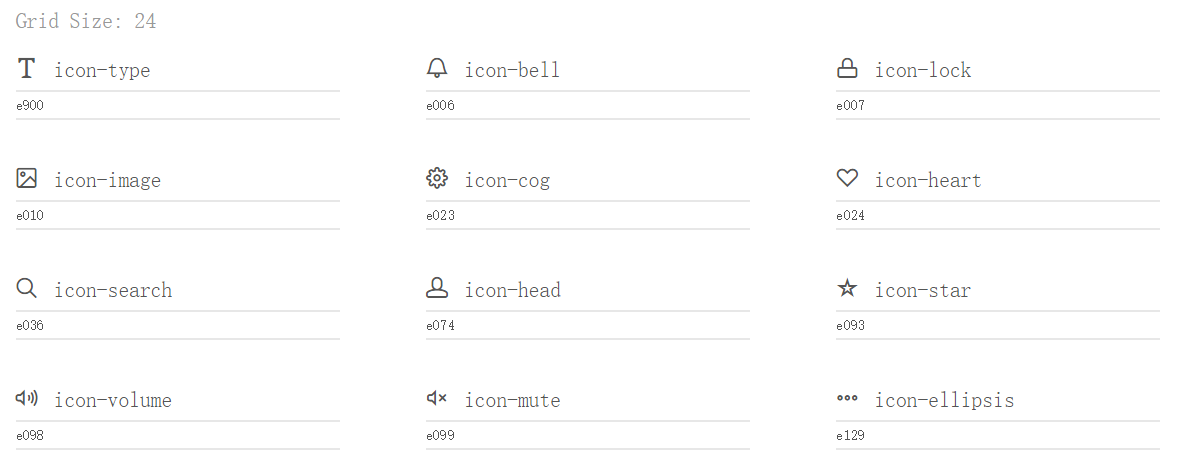 Grid Size: 24
icon-type icon-bell icon-lock
e900 e006 e007
icon-image icon-cog icon-heart
e010 e023 e024
icon-search icon-head icon-star
e036 e074 e093
icon-volume icon-mute icon-ellipsis
e098 e099 e129